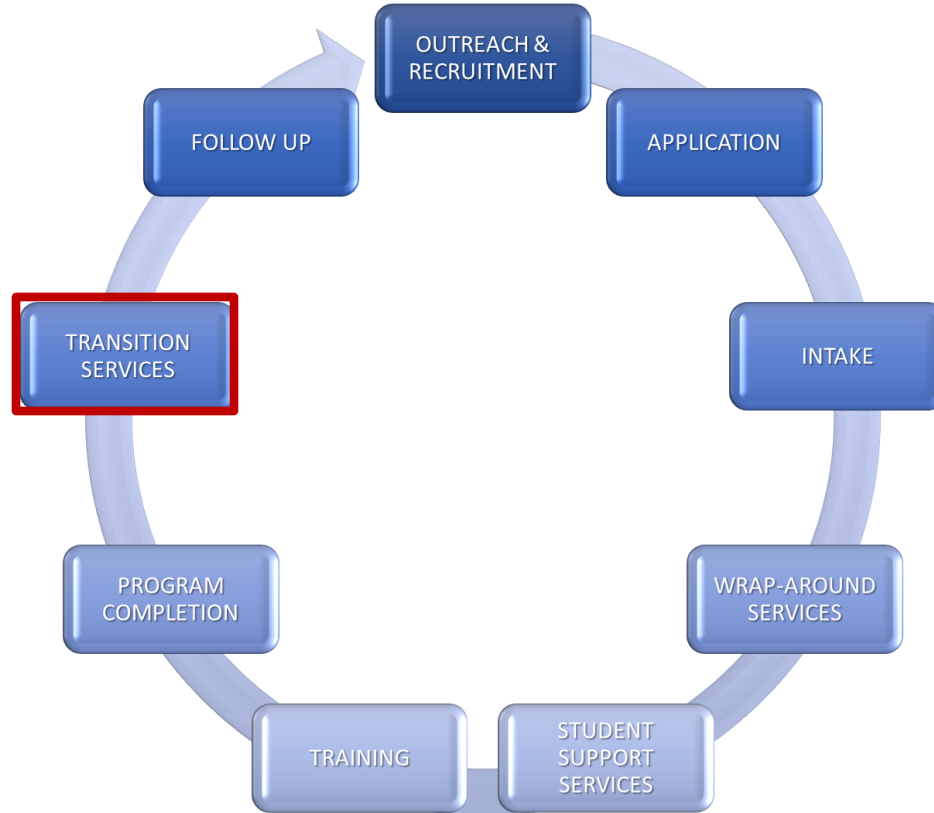 OUTREACH &
RECRUITMENT
APPLICATION
INTAKE
WRAP-AROUND
SERVICES
STUDENT
SUPPORT
SERVICES
TRAINING
PROGRAM
COMPLETION
TRANSITION
SERVICES
FOLLOW UP